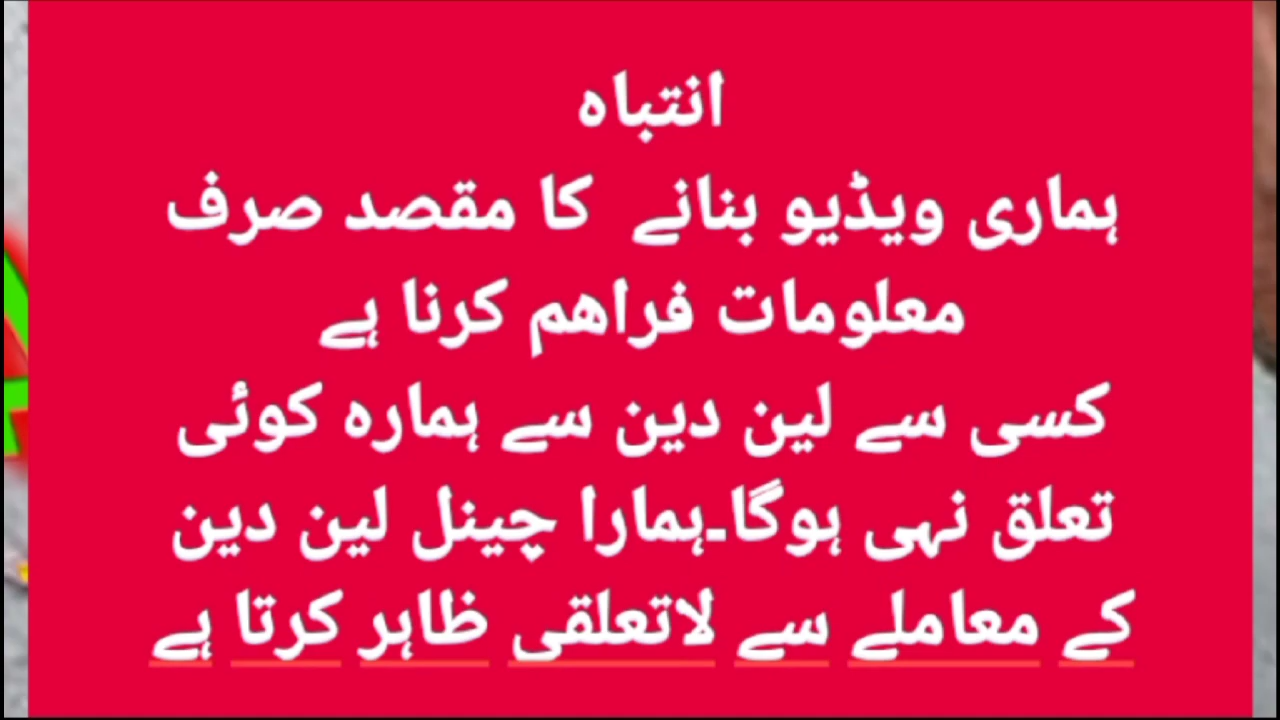 انتباہ
ہماری ویڈیو بنانے کا مقصد صرف
معلومات فراھم کرنا ہے
کسی سے لین دین سے ہمارہ کوئی
تعلق نہی ہوگا۔ہمارا چینل لین دین
کے معاملے سے لاتعلقی ظاہر کرتا ہے